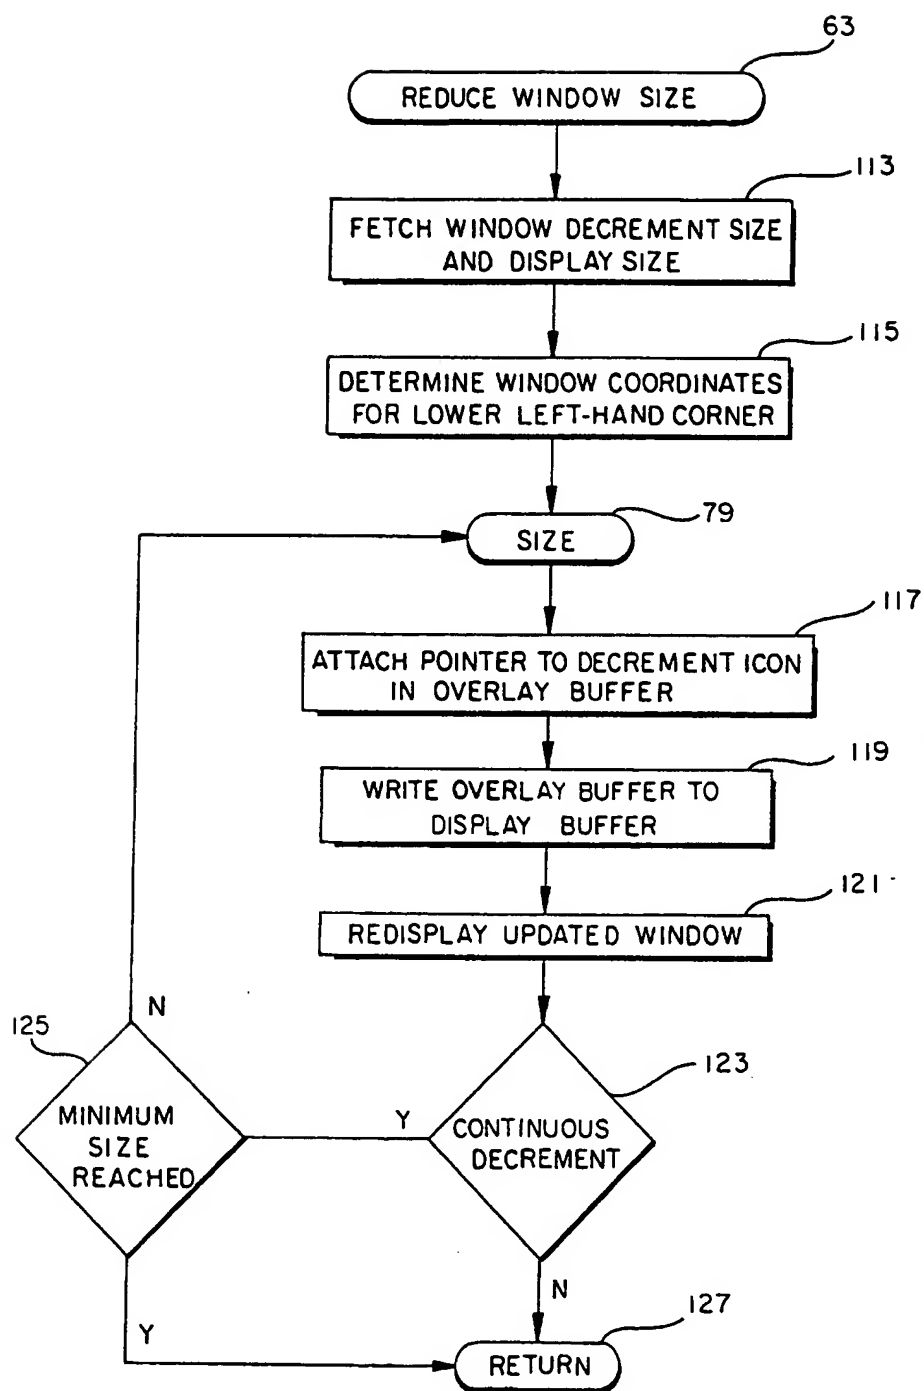 63
REDUCE WINDOW SIZE
113
FETCH WINDOW DECREMENT SIZE
AND DISPLAY SIZE
115
DETERMINE WINDOW COORDINATES
FOR LOWER LEFT-HAND CORNER
79
SIZE
117
ATTACH POINTER TO DECREMENT ICON
IN OVERLAY BUFFER
119
WRITE OVERLAY BUFFER TO
DISPLAY BUFFER
121
REDISPLAY UPDATED WINDOW
N
125
123
MINIMUM
SIZE
REACHED
Y
CONTINUOUS
DECREMENT
N
Y
127
RETURN